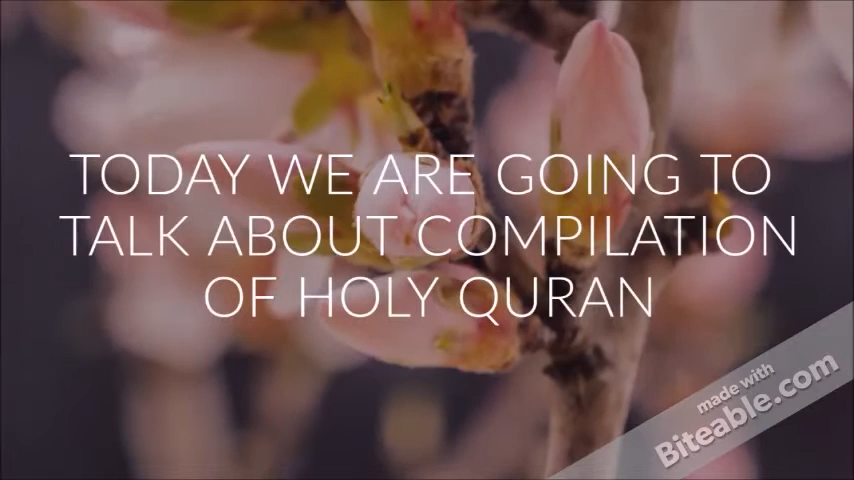 TODAY WE ARE GOING TO
TALK ABOUT COMPILATION
OF HOLY QURAN
made with
Biteable.com